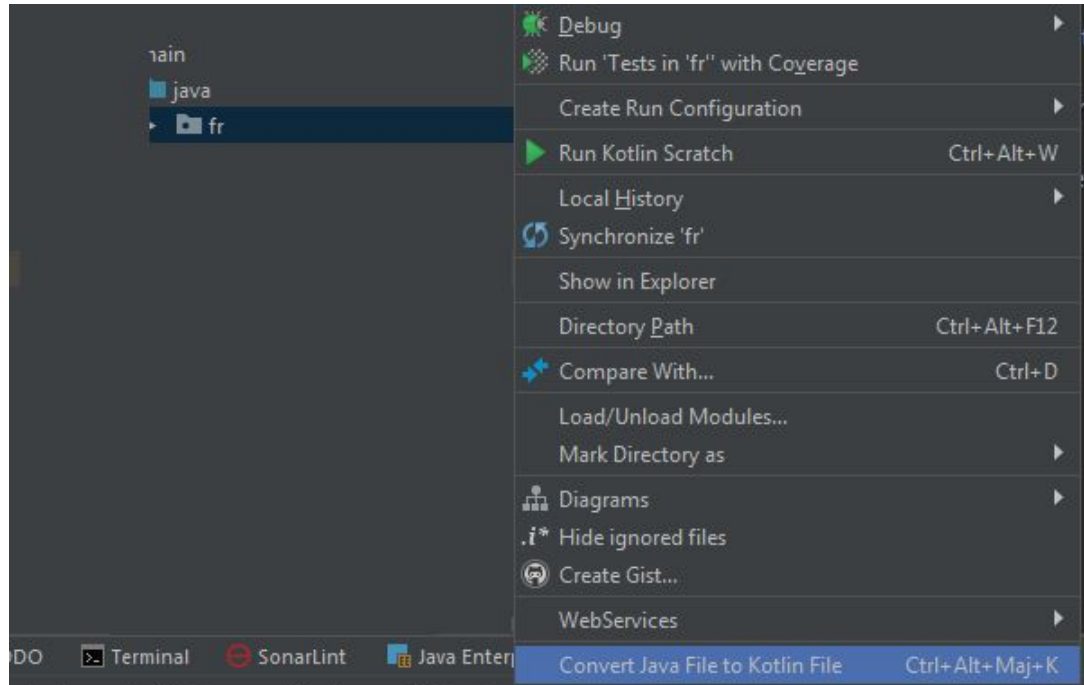 java
fr
Debug
Run 'Tests in 'fr'' with Coverage
Create Run Configuration
Run Kotlin Scratch Ctrl+Alt+W
Local History
Synchronize 'fr'
Show in Explorer
Directory Path Ctrl+Alt+F12
Compare With... Ctrl+D
Load/Unload Modules...
Mark Directory as
Diagrams
.i* Hide ignored files
Create Gist...
WebServices
Convert Java File to Kotlin File Ctrl+Alt+Maj+K
Terminal SonarLint Java